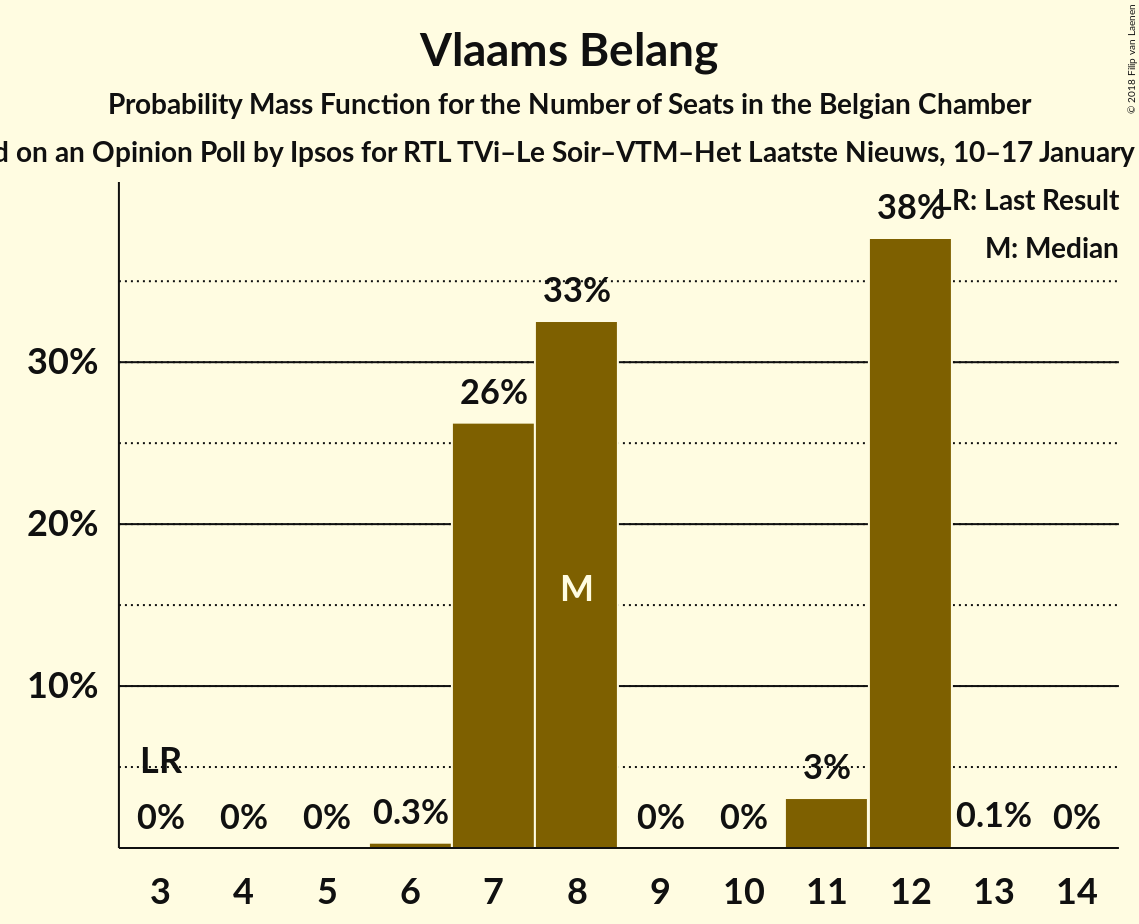 Vlaams Belang
Probability Mass Function for the Number of Seats in the Belgian Chamber
on an Opinion Poll by Ipsos for RTL TVi–Le Soir–VTM–Het Laatste Nieuws, 10–17 January
© 2018 Filip van Laenen
LR: Last Result
M: Median
38%
33%
30%
26%
20%
M
10%
LR
3%
0%
0%
0%
0.3%
0%
0%
0.1%
0%
3 4 5 6 7 8 9 10 11 12 13 14